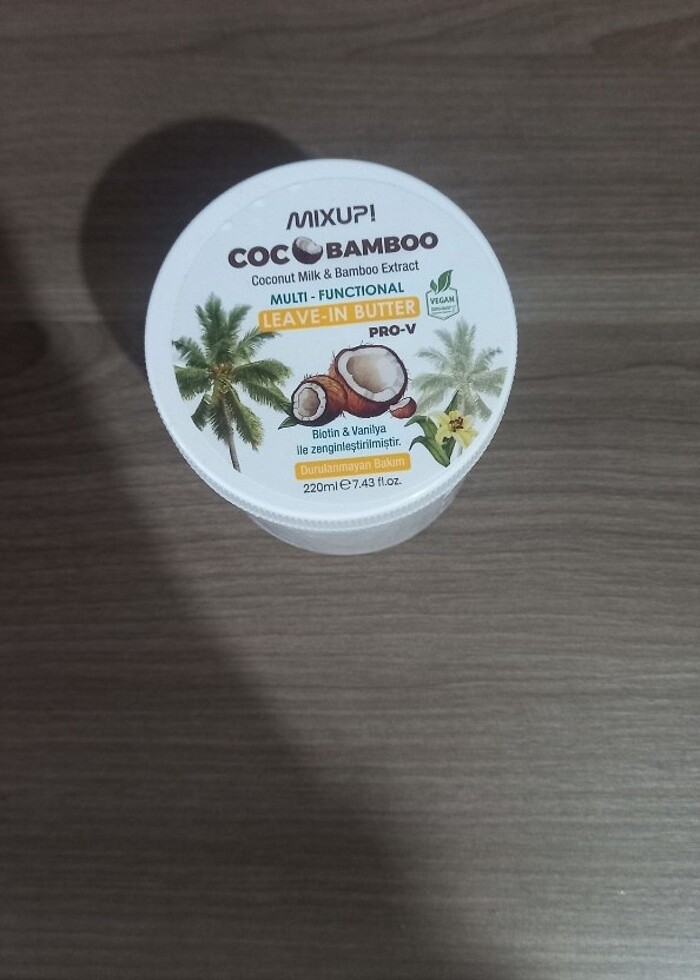 MIXUP!
COCOBAMBOO
Coconut Milk & Bamboo Extract
MULTI - FUNCTIONAL
LEAVE-IN BUTTER
PRO-V
VEGAN
Biotin & Vanilya
ile zenginleştirilmiştir.
Durulanmayan Bakım
220ml ℮ 7.43 fl.oz.